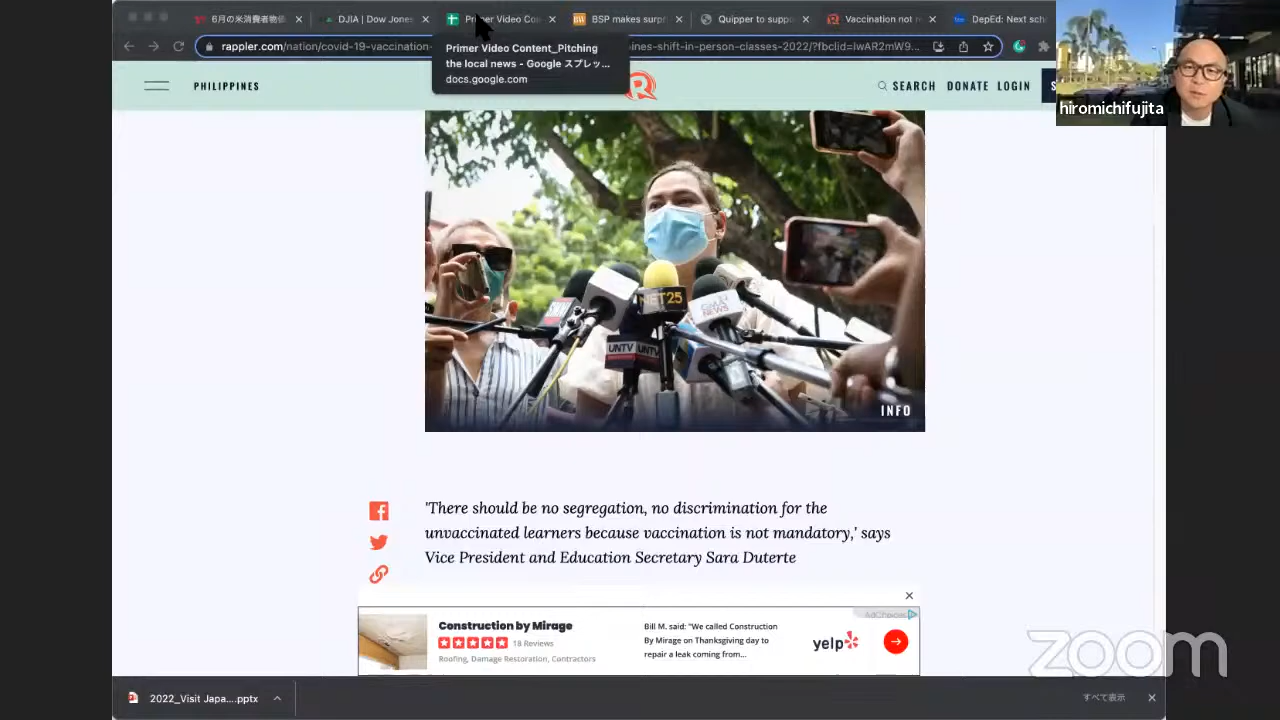 6月の米消費者物価
DJIA | Dow Jones
Primer Video Con
BSP makes surpr
Quipper to suppo
Vaccination not r
DepEd: Next sch
rappler.com/nation/covid-19-vaccination-
pines-shift-in-person-classes-2022/?fbclid=IwAR2mW9...
Primer Video Content_Pitching
the local news - Google スプレッ...
docs.google.com
PHILIPPINES
SEARCH
DONATE
LOGIN
S
hiromichifujita
NET25
UNTV UNTV
GMA
NEWS
INFO
'There should be no segregation, no discrimination for the
unvaccinated learners because vaccination is not mandatory,' says
Vice President and Education Secretary Sara Duterte
AdChoices
Construction by Mirage
18 Reviews
Roofing, Damage Restoration, Contractors
Bill M. said: "We called Construction
By Mirage on Thanksgiving day to
repair a leak coming from...
yelp
zoom
2022_Visit Japa....pptx
すべて表示